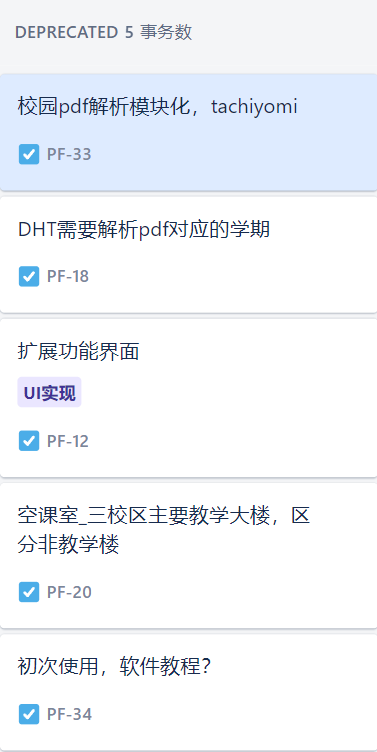 DEPRECATED 5 事务数
校园pdf解析模块化，tachiyomi
PF-33
DHT需要解析pdf对应的学期
PF-18
扩展功能界面
UI实现
PF-12
空课室_三校区主要教学大楼，区
分非教学楼
PF-20
初次使用，软件教程？
PF-34